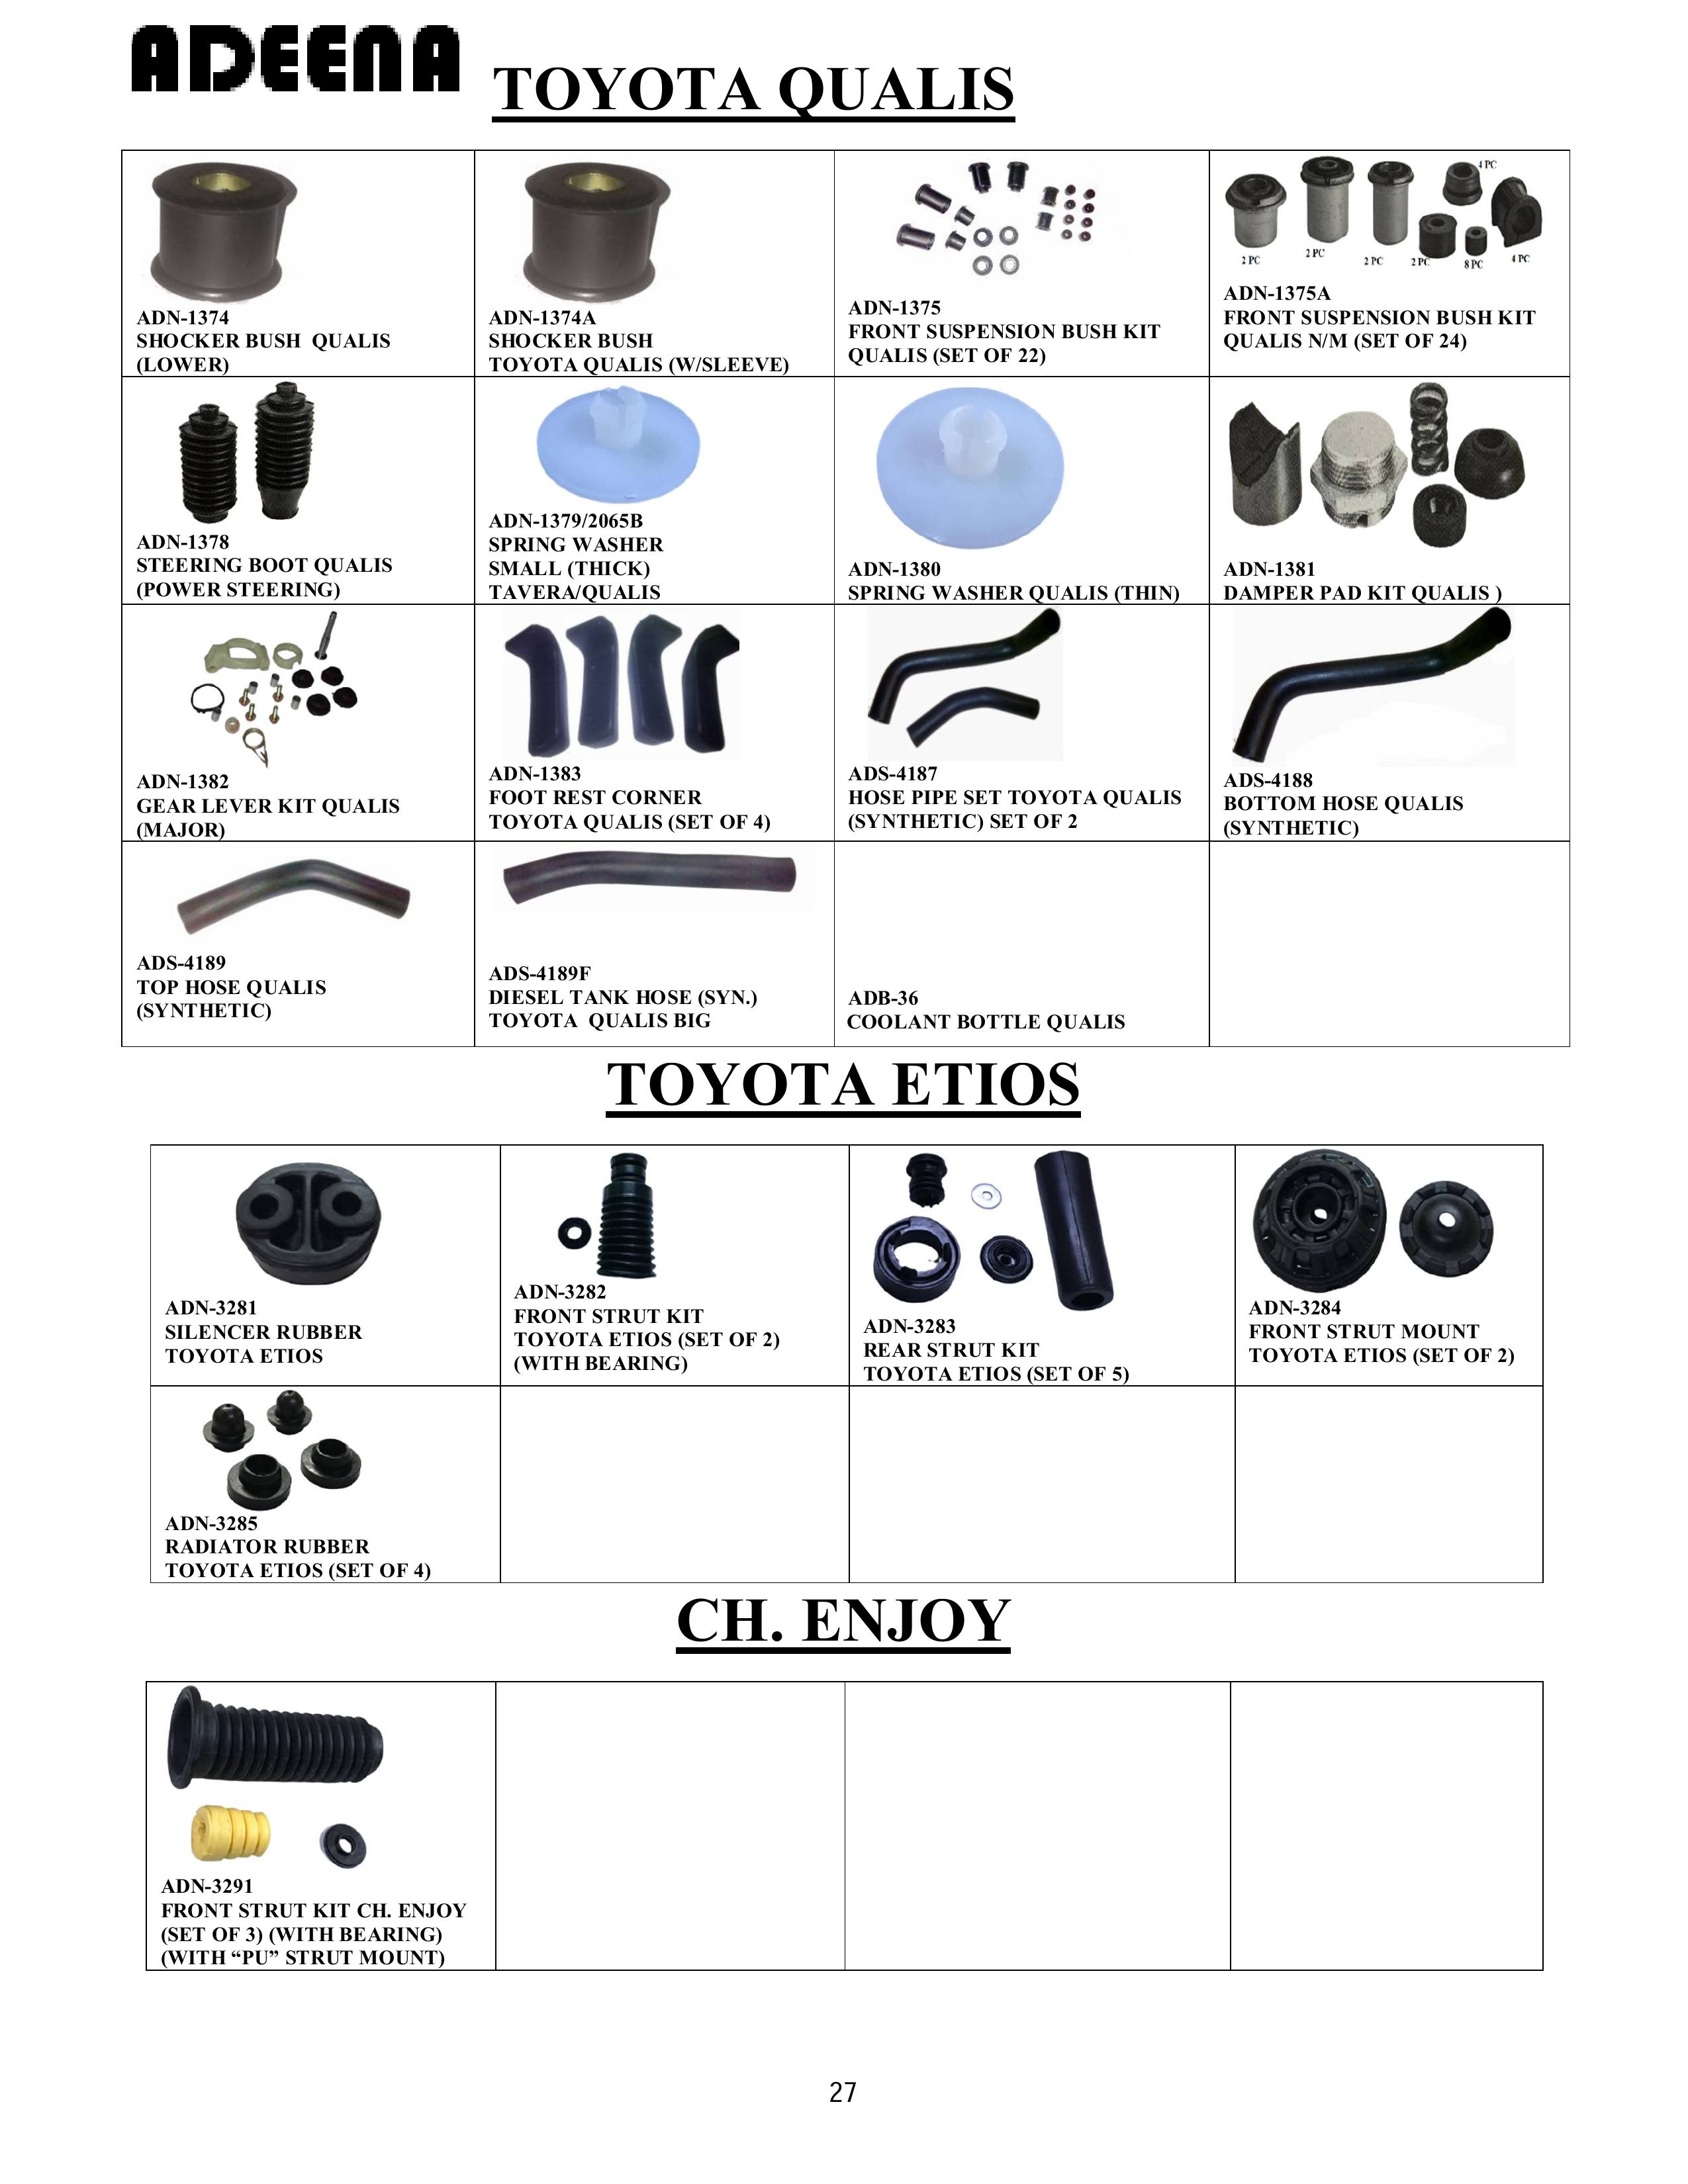 ADEENA
TOYOTA QUALIS
ADN-1374
SHOCKER BUSH QUALIS
(LOWER)
ADN-1374A
SHOCKER BUSH
TOYOTA QUALIS (W/SLEEVE)
ADN-1375
FRONT SUSPENSION BUSH KIT
QUALIS (SET OF 22)
4 PC
2 PC
2 PC
2 PC
2 PC
8 PC
4 PC
ADN-1375A
FRONT SUSPENSION BUSH KIT
QUALIS N/M (SET OF 24)
ADN-1378
STEERING BOOT QUALIS
(POWER STEERING)
ADN-1379/2065B
SPRING WASHER
SMALL (THICK)
TAVERA/QUALIS
ADN-1380
SPRING WASHER QUALIS (THIN)
ADN-1381
DAMPER PAD KIT QUALIS )
ADN-1382
GEAR LEVER KIT QUALIS
(MAJOR)
ADN-1383
FOOT REST CORNER
TOYOTA QUALIS (SET OF 4)
ADS-4187
HOSE PIPE SET TOYOTA QUALIS
(SYNTHETIC) SET OF 2
ADS-4188
BOTTOM HOSE QUALIS
(SYNTHETIC)
ADS-4189
TOP HOSE QUALIS
(SYNTHETIC)
ADS-4189F
DIESEL TANK HOSE (SYN.)
TOYOTA QUALIS BIG
ADB-36
COOLANT BOTTLE QUALIS
TOYOTA ETIOS
ADN-3281
SILENCER RUBBER
TOYOTA ETIOS
ADN-3282
FRONT STRUT KIT
TOYOTA ETIOS (SET OF 2)
(WITH BEARING)
ADN-3283
REAR STRUT KIT
TOYOTA ETIOS (SET OF 5)
ADN-3284
FRONT STRUT MOUNT
TOYOTA ETIOS (SET OF 2)
ADN-3285
RADIATOR RUBBER
TOYOTA ETIOS (SET OF 4)
CH. ENJOY
ADN-3291
FRONT STRUT KIT CH. ENJOY
(SET OF 3) (WITH BEARING)
(WITH “PU” STRUT MOUNT)
27